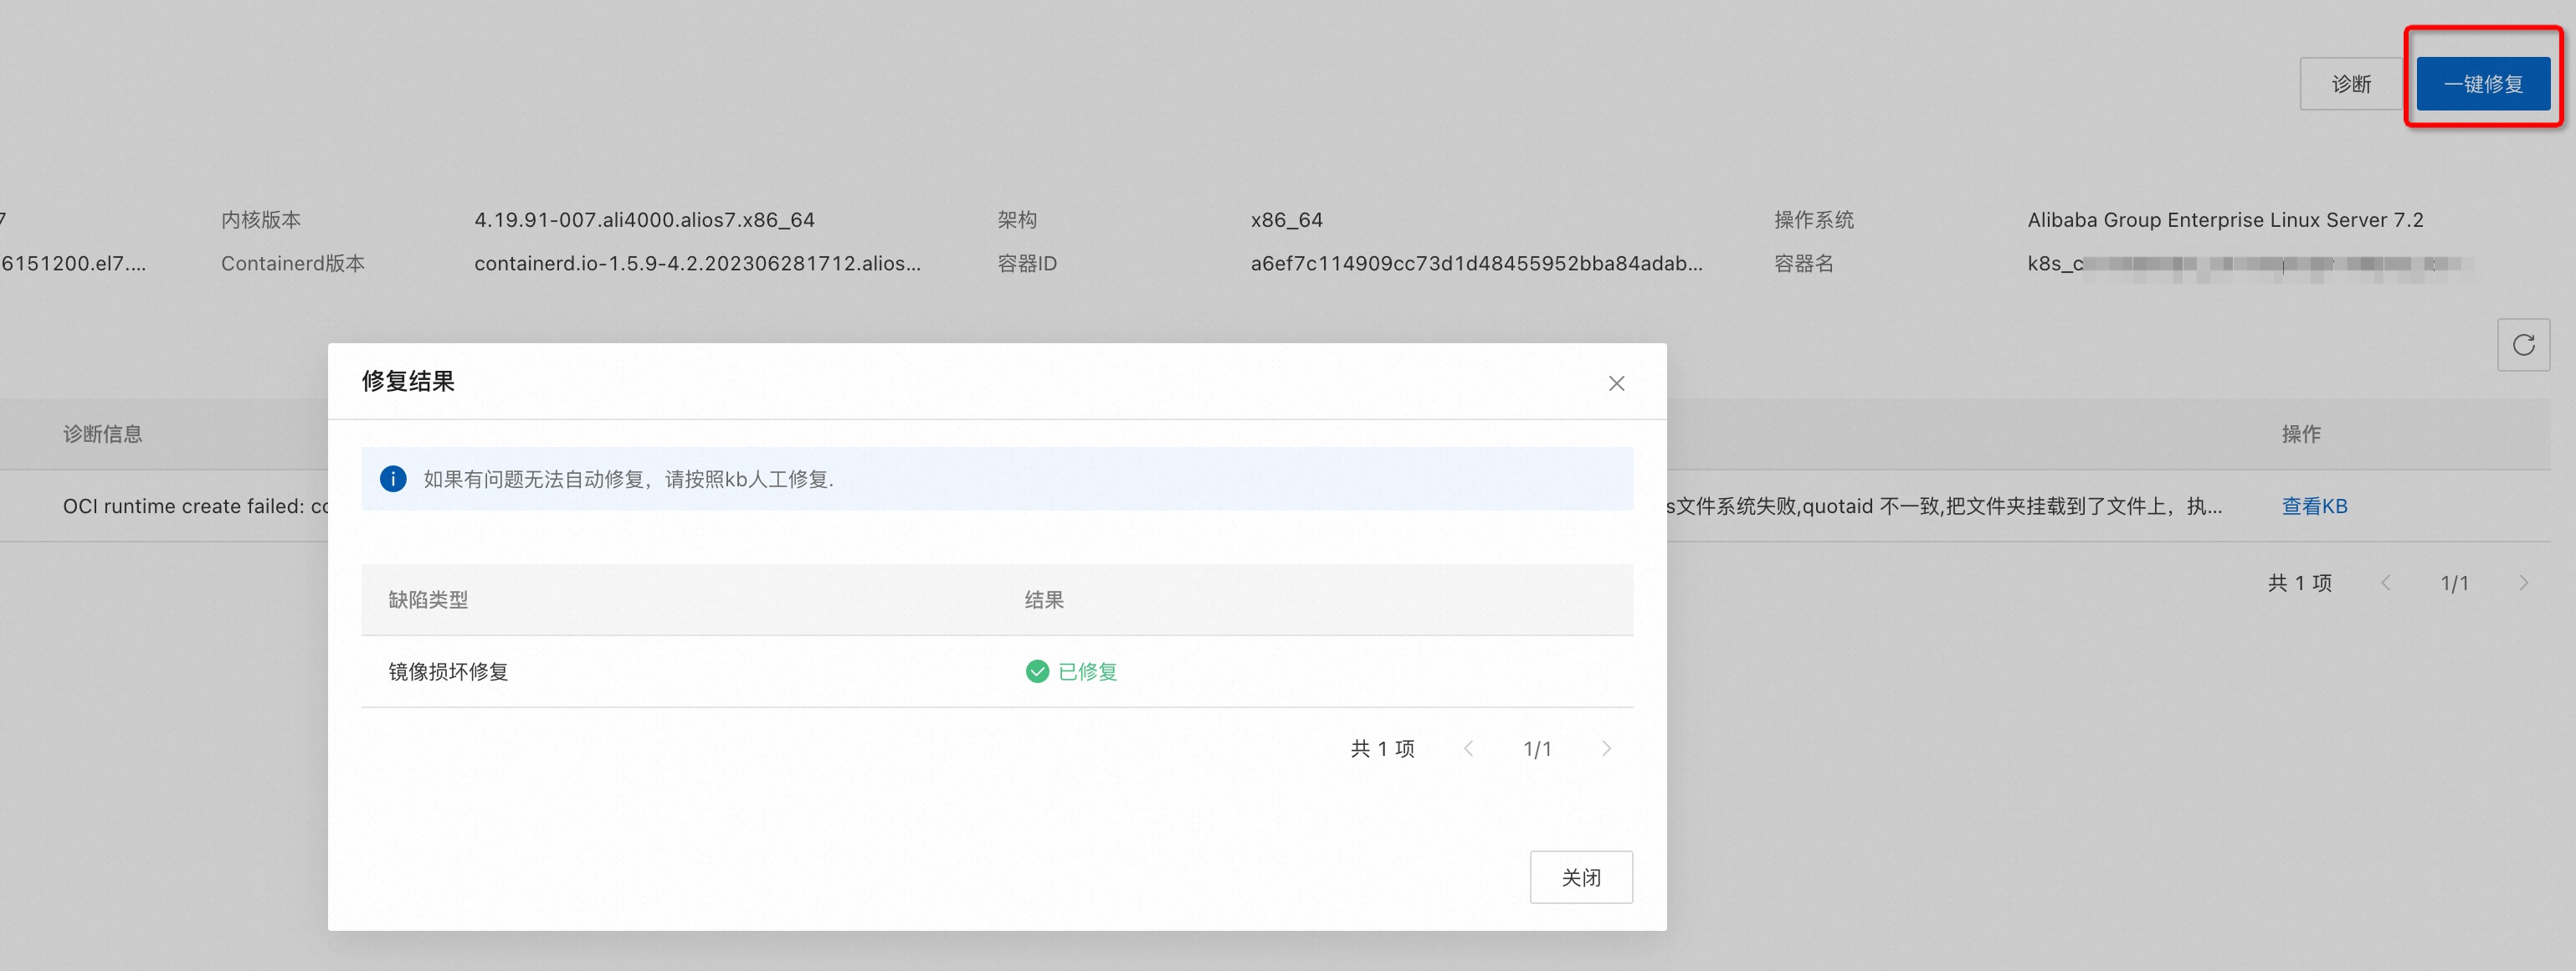 诊断 一键修复
7 内核版本 4.19.91-007.ali4000.alios7.x86_64 架构 x86_64 操作系统 Alibaba Group Enterprise Linux Server 7.2
6151200.el7.... Containerd版本 containerd.io-1.5.9-4.2.202306281712.alios... 容器ID a6ef7c114909cc73d1d48455952bba84adab... 容器名 k8s_c
修复结果
诊断信息 操作
如果有问题无法自动修复，请按照kb人工修复.
OCI runtime create failed: co s文件系统失败,quotaid 不一致,把文件夹挂载到了文件上，执... 查看KB
共 1 项 1/1
缺陷类型 结果
镜像损坏修复 已修复
共 1 项 1/1
关闭